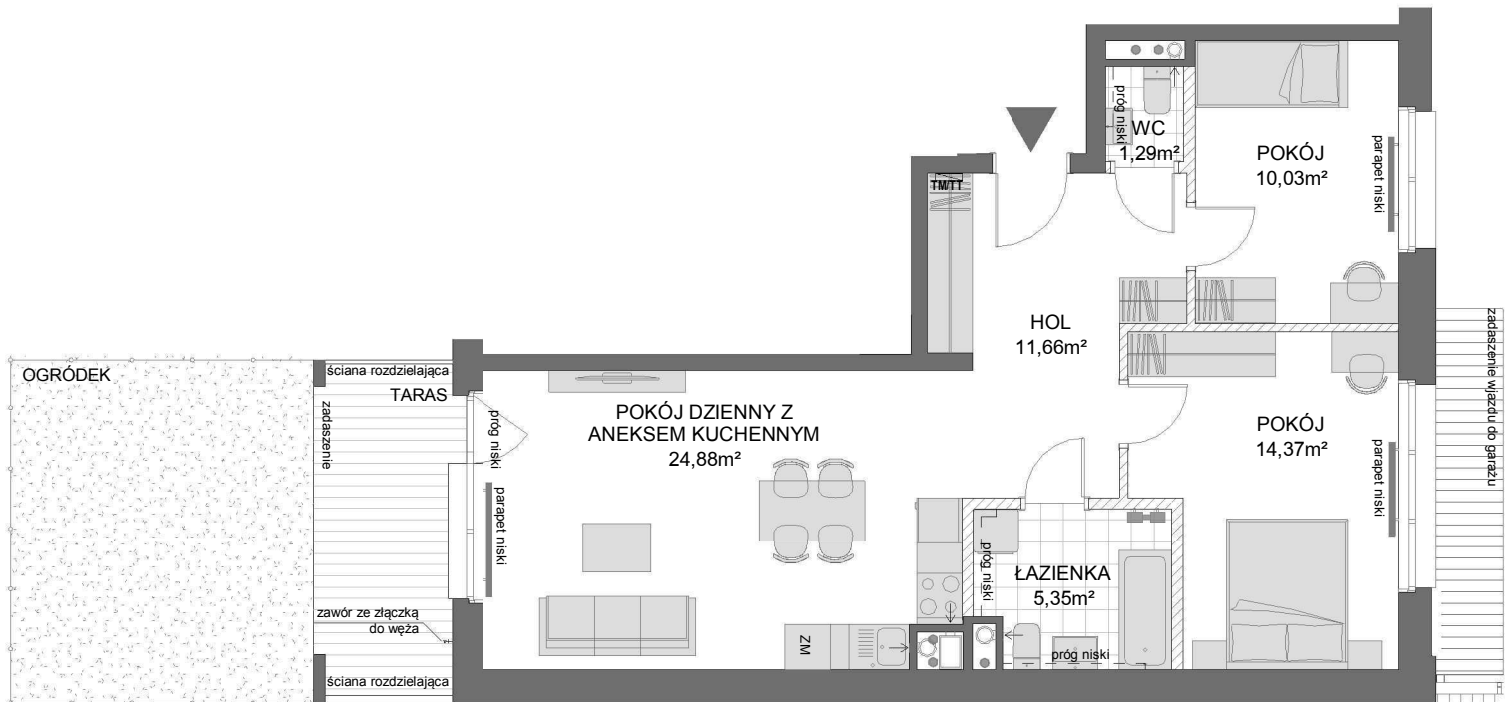 próg niski
WC
1,29m²
POKÓJ
10,03m²
parapet niski
TM/TT
HOL
11,66m²
zadaszenie wjazdu do garażu
OGRÓDEK
ściana rozdzielająca
TARAS
zadaszenie
próg niski
parapet niski
POKÓJ DZIENNY Z
ANEKSEM KUCHENNYM
24,88m²
POKÓJ
14,37m²
parapet niski
próg niski
ŁAZIENKA
5,35m²
zawór ze złączką
do węża
ZM
próg niski
ściana rozdzielająca